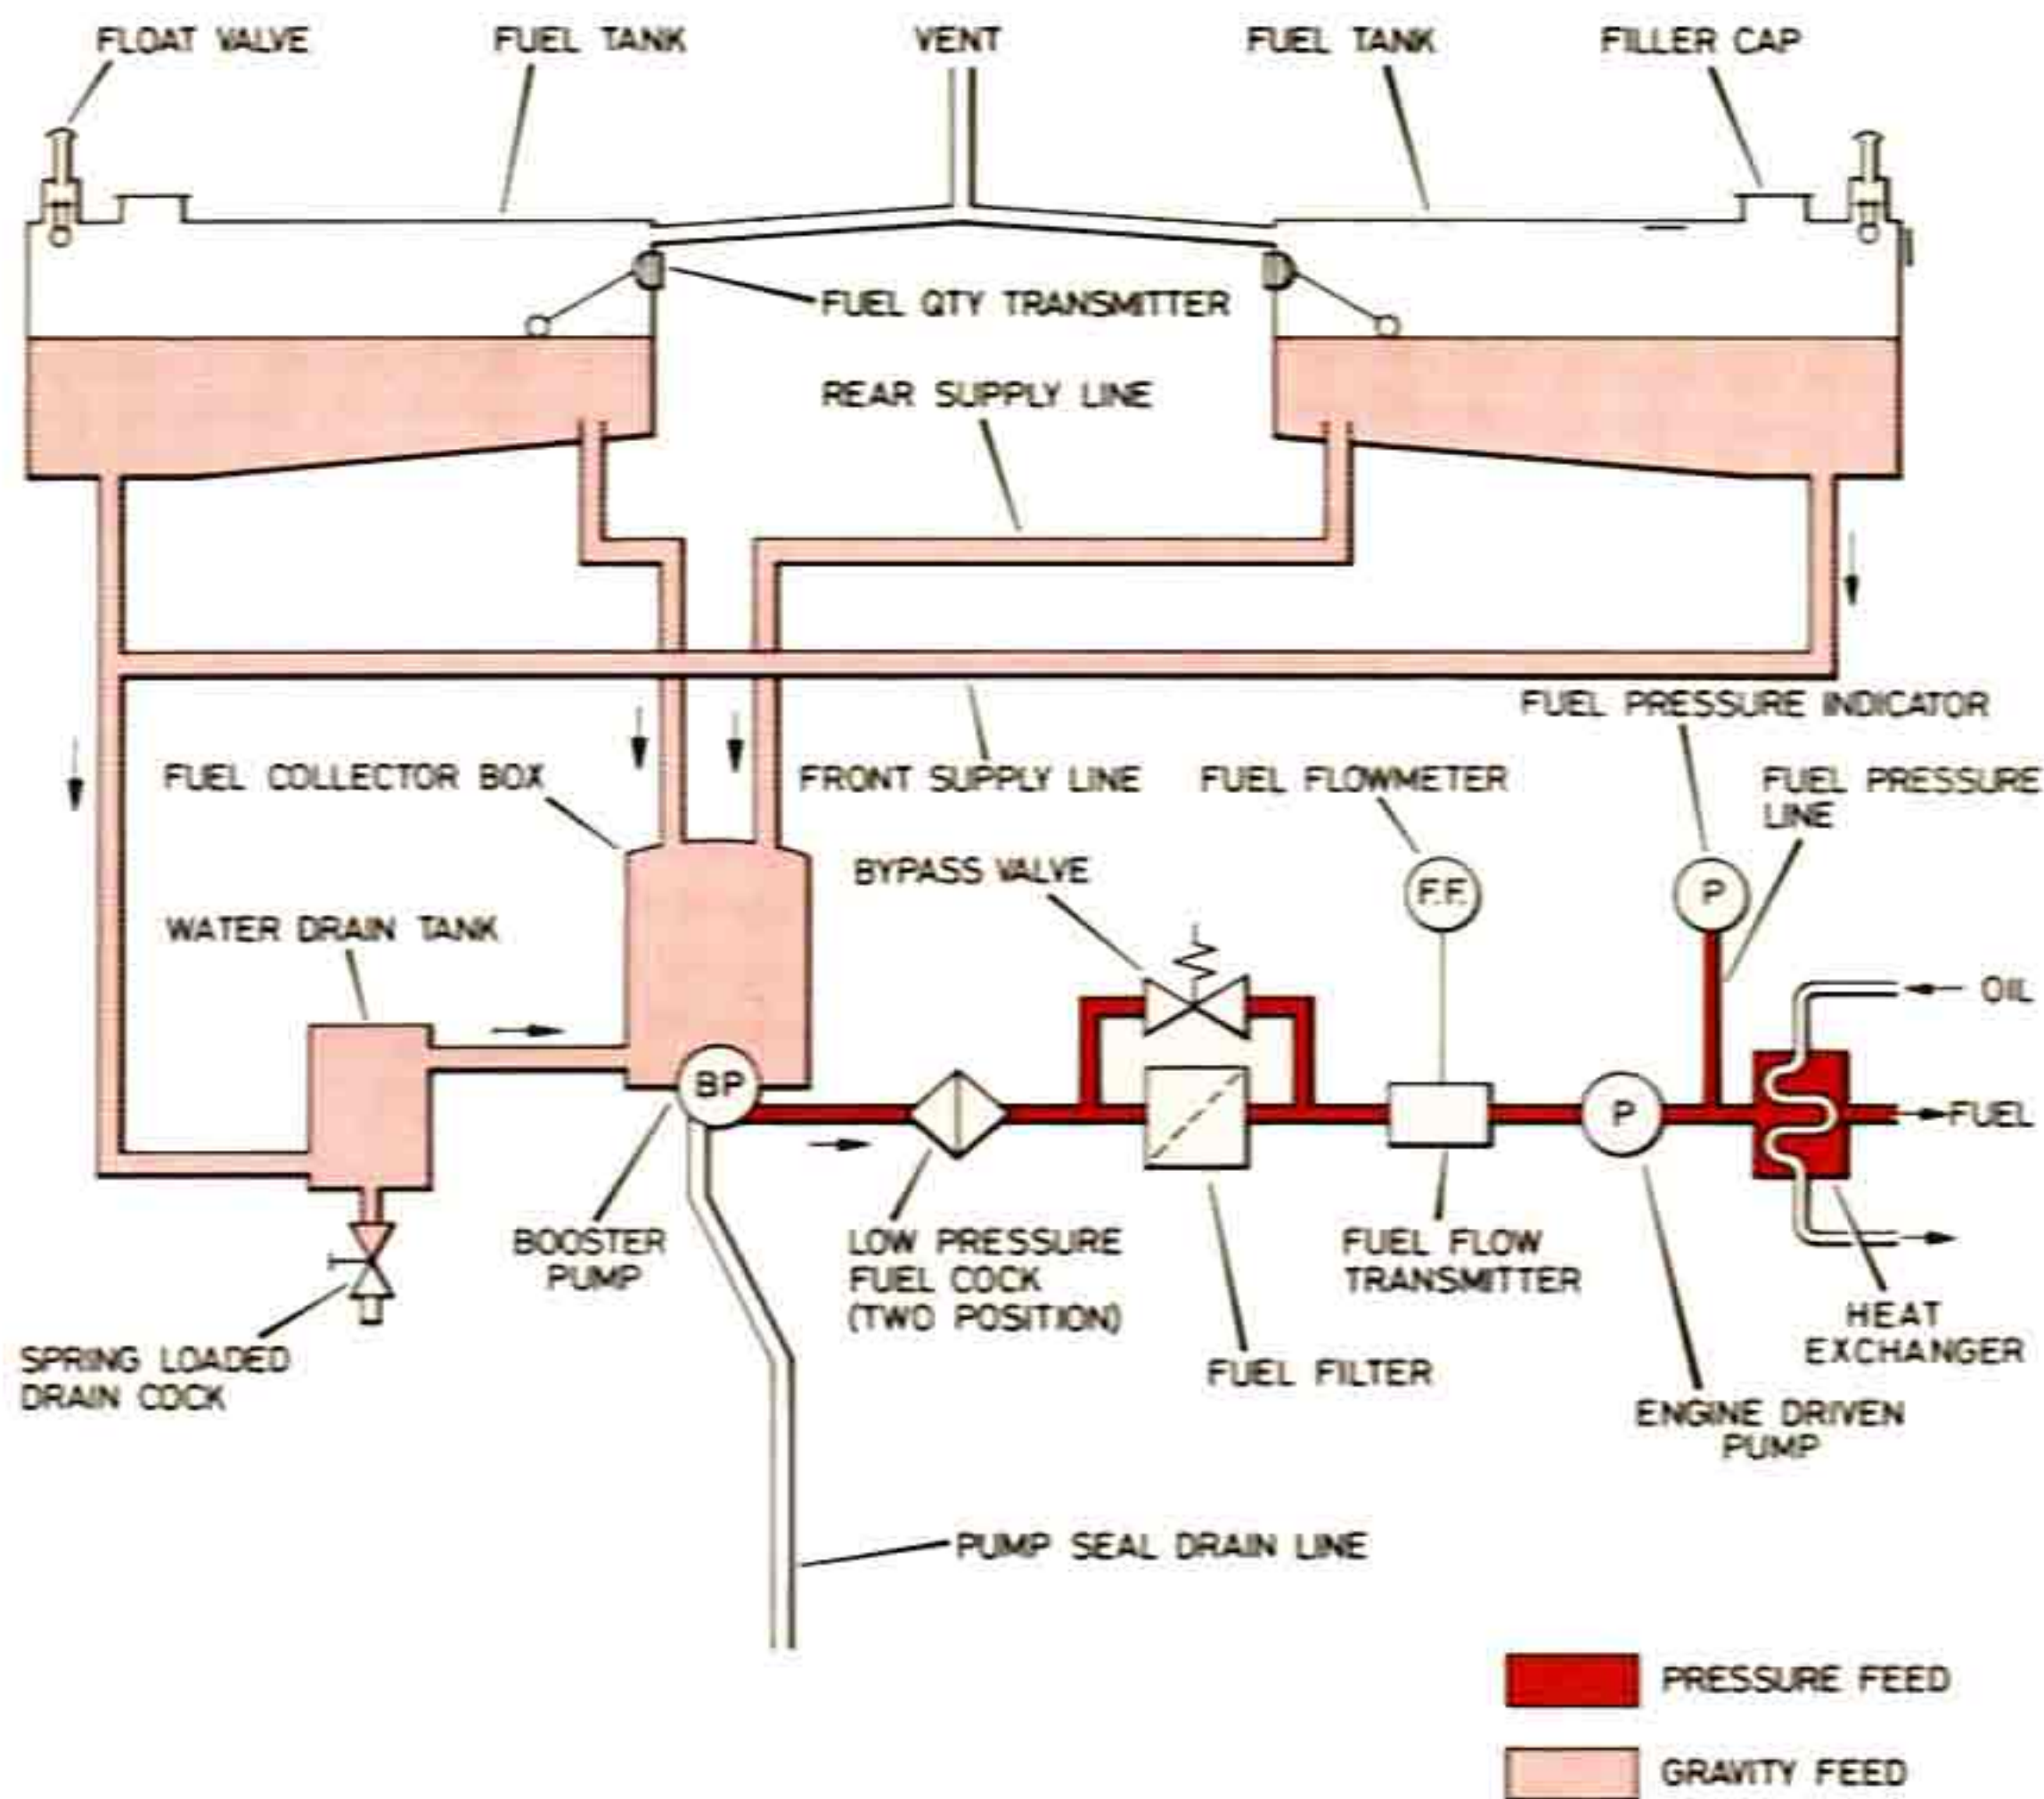 FLOAT VALVE
FUEL TANK
VENT
FUEL TANK
FILLER CAP
FUEL QTY TRANSMITTER
REAR SUPPLY LINE
FUEL PRESSURE INDICATOR
FUEL COLLECTOR BOX
FRONT SUPPLY LINE
FUEL FLOWMETER
FUEL PRESSURE
LINE
BYPASS VALVE
F.F.
P
WATER DRAIN TANK
OIL
BP
P
FUEL
BOOSTER
PUMP
LOW PRESSURE
FUEL COCK
(TWO POSITION)
FUEL FLOW
TRANSMITTER
HEAT
EXCHANGER
SPRING LOADED
DRAIN COCK
FUEL FILTER
ENGINE DRIVEN
PUMP
PUMP SEAL DRAIN LINE
PRESSURE FEED
GRAVITY FEED